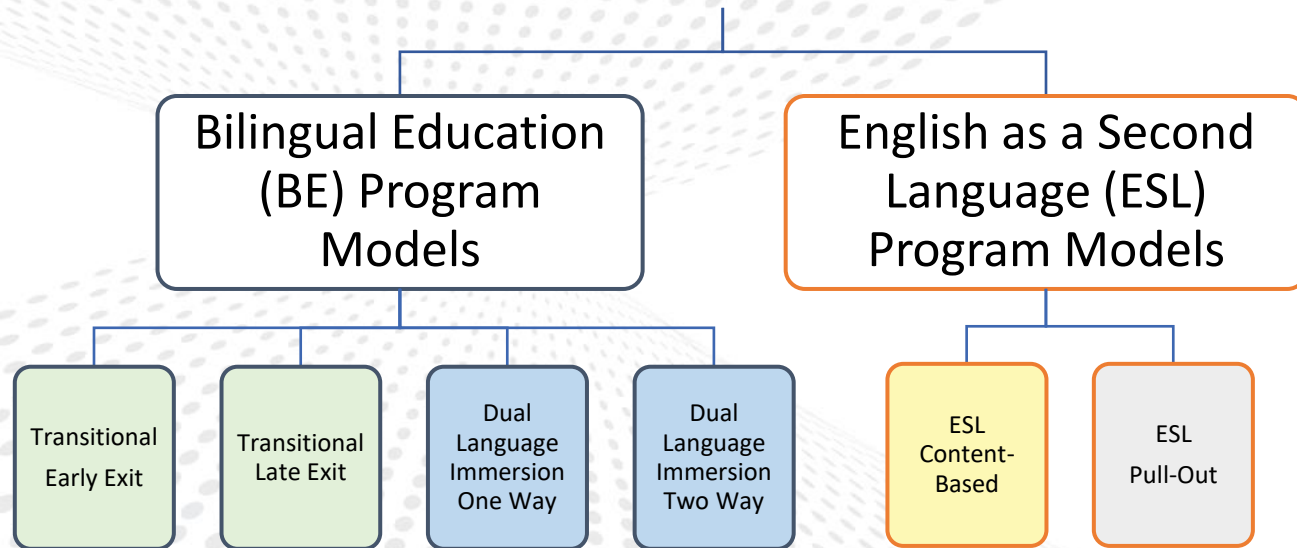 Bilingual Education
(BE) Program
Models
English as a Second
Language (ESL)
Program Models
Transitional
Early Exit
Transitional
Late Exit
Dual
Language
Immersion
One Way
Dual
Language
Immersion
Two Way
ESL
Content-
Based
ESL
Pull-Out